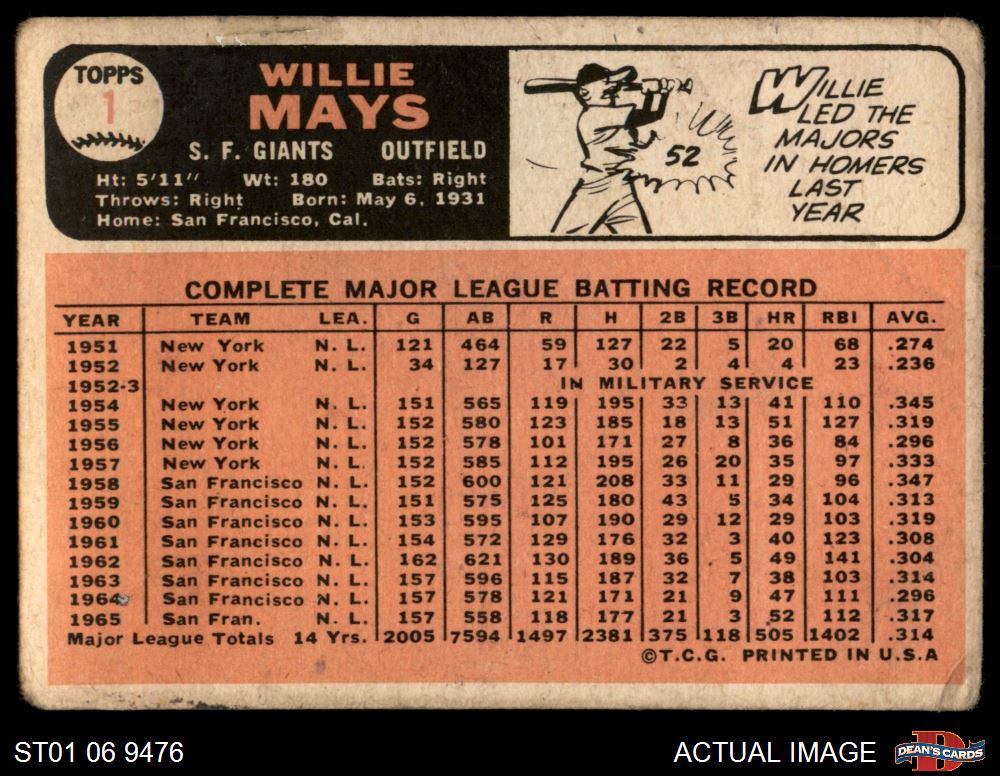 TOPPS
1
WILLIE
MAYS
S. F. GIANTS OUTFIELD
Ht: 5'11" Wt: 180 Bats: Right
Throws: Right Born: May 6, 1931
Home: San Francisco, Cal.
52
WILLIE
LED THE
MAJORS
IN HOMERS
LAST
YEAR
COMPLETE MAJOR LEAGUE BATTING RECORD
YEAR TEAM LEA. G AB R H 2B 3B HR RBI AVG.
1951 New York N. L. 121 464 59 127 22 5 20 68 .274
1952 New York N. L. 34 127 17 30 2 4 4 23 .236
1952-3 IN MILITARY SERVICE
1954 New York N. L. 151 565 119 195 33 13 41 110 .345
1955 New York N. L. 152 580 123 185 18 13 51 127 .319
1956 New York N. L. 152 578 101 171 27 8 36 84 .296
1957 New York N. L. 152 585 112 195 26 20 35 97 .333
1958 San Francisco N. L. 152 600 121 208 33 11 29 96 .347
1959 San Francisco N. L. 151 575 125 180 43 5 34 104 .313
1960 San Francisco N. L. 153 595 107 190 29 12 29 103 .319
1961 San Francisco N. L. 154 572 129 176 32 3 40 123 .308
1962 San Francisco N. L. 162 621 130 189 36 5 49 141 .304
1963 San Francisco N. L. 157 596 115 187 32 7 38 103 .314
1964 San Francisco N. L. 157 578 121 171 21 9 47 111 .296
1965 San Fran. N. L. 157 558 118 177 21 3 52 112 .317
Major League Totals 14 Yrs. 2005 7594 1497 2381 375 118 505 1402 .314
©T.C.G. PRINTED IN U.S.A
ST01 06 9476
ACTUAL IMAGE
D
DEAN'S CARDS